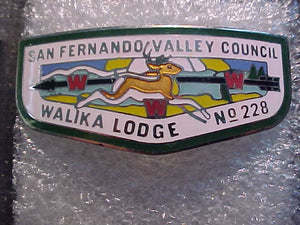 SAN FERNANDO VALLEY COUNCIL
W W
W
WALIKA LODGE Nº 228